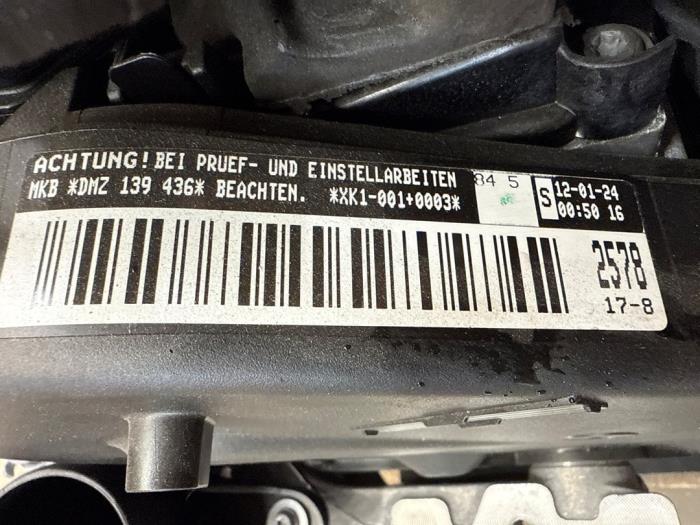 ACHTUNG! BEI PRUEF- UND EINSTELLARBEITEN
MKB *DMZ 139 436* BEACHTEN. *XK1-001+0003*
84 5
S
12-01-24
00:50 16
2578
17-8